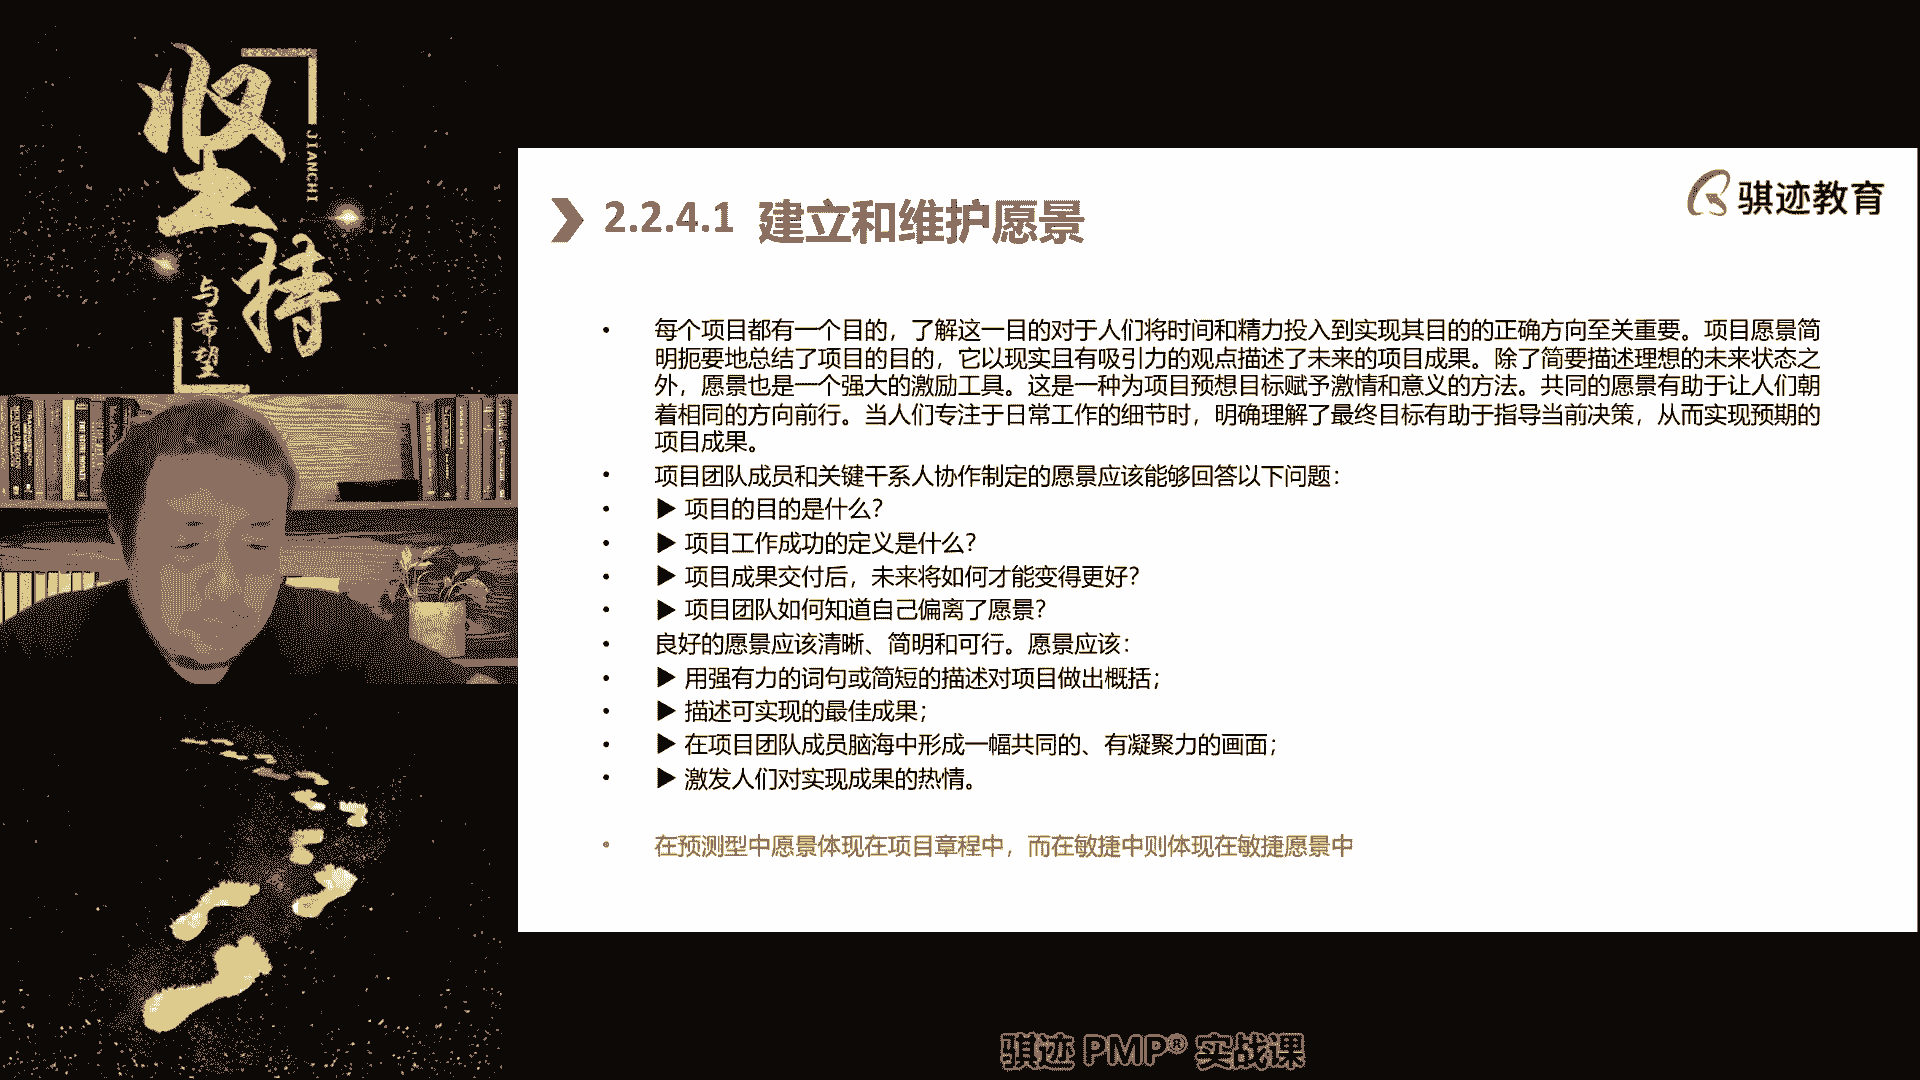 坚持
JIANCHI
与希望
骐迹教育
2.2.4.1 建立和维护愿景
• 每个项目都有一个目的，了解这一目的对于人们将时间和精力投入到实现其目的的正确方向至关重要。项目愿景简
明扼要地总结了项目的目的，它以现实且有吸引力的观点描述了未来的项目成果。除了简要描述理想的未来状态之
外，愿景也是一个强大的激励工具。这是一种为项目预想目标赋予激情和意义的方法。共同的愿景有助于让人们朝
着相同的方向前行。当人们专注于日常工作的细节时，明确理解了最终目标有助于指导当前决策，从而实现预期的
项目成果。
• 项目团队成员和关键干系人协作制定的愿景应该能够回答以下问题：
• ▶ 项目的目的是什么？
• ▶ 项目工作成功的定义是什么？
• ▶ 项目成果交付后，未来将如何才能变得更好？
• ▶ 项目团队如何知道自己偏离了愿景？
• 良好的愿景应该清晰、简明和可行。愿景应该：
• ▶ 用强有力的词句或简短的描述对项目做出概括；
• ▶ 描述可实现的最佳成果；
• ▶ 在项目团队成员脑海中形成一幅共同的、有凝聚力的画面；
• ▶ 激发人们对实现成果的热情。
• 在预测型中愿景体现在项目章程中，而在敏捷中则体现在敏捷愿景中
骐迹 PMP® 实战课